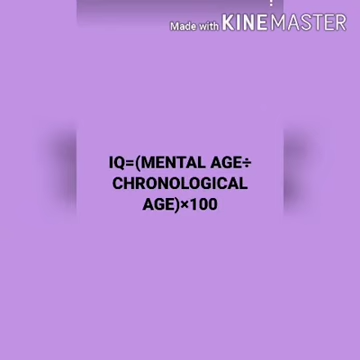 Made with KINEMASTER
IQ=(MENTAL AGE÷
CHRONOLOGICAL
AGE)×100